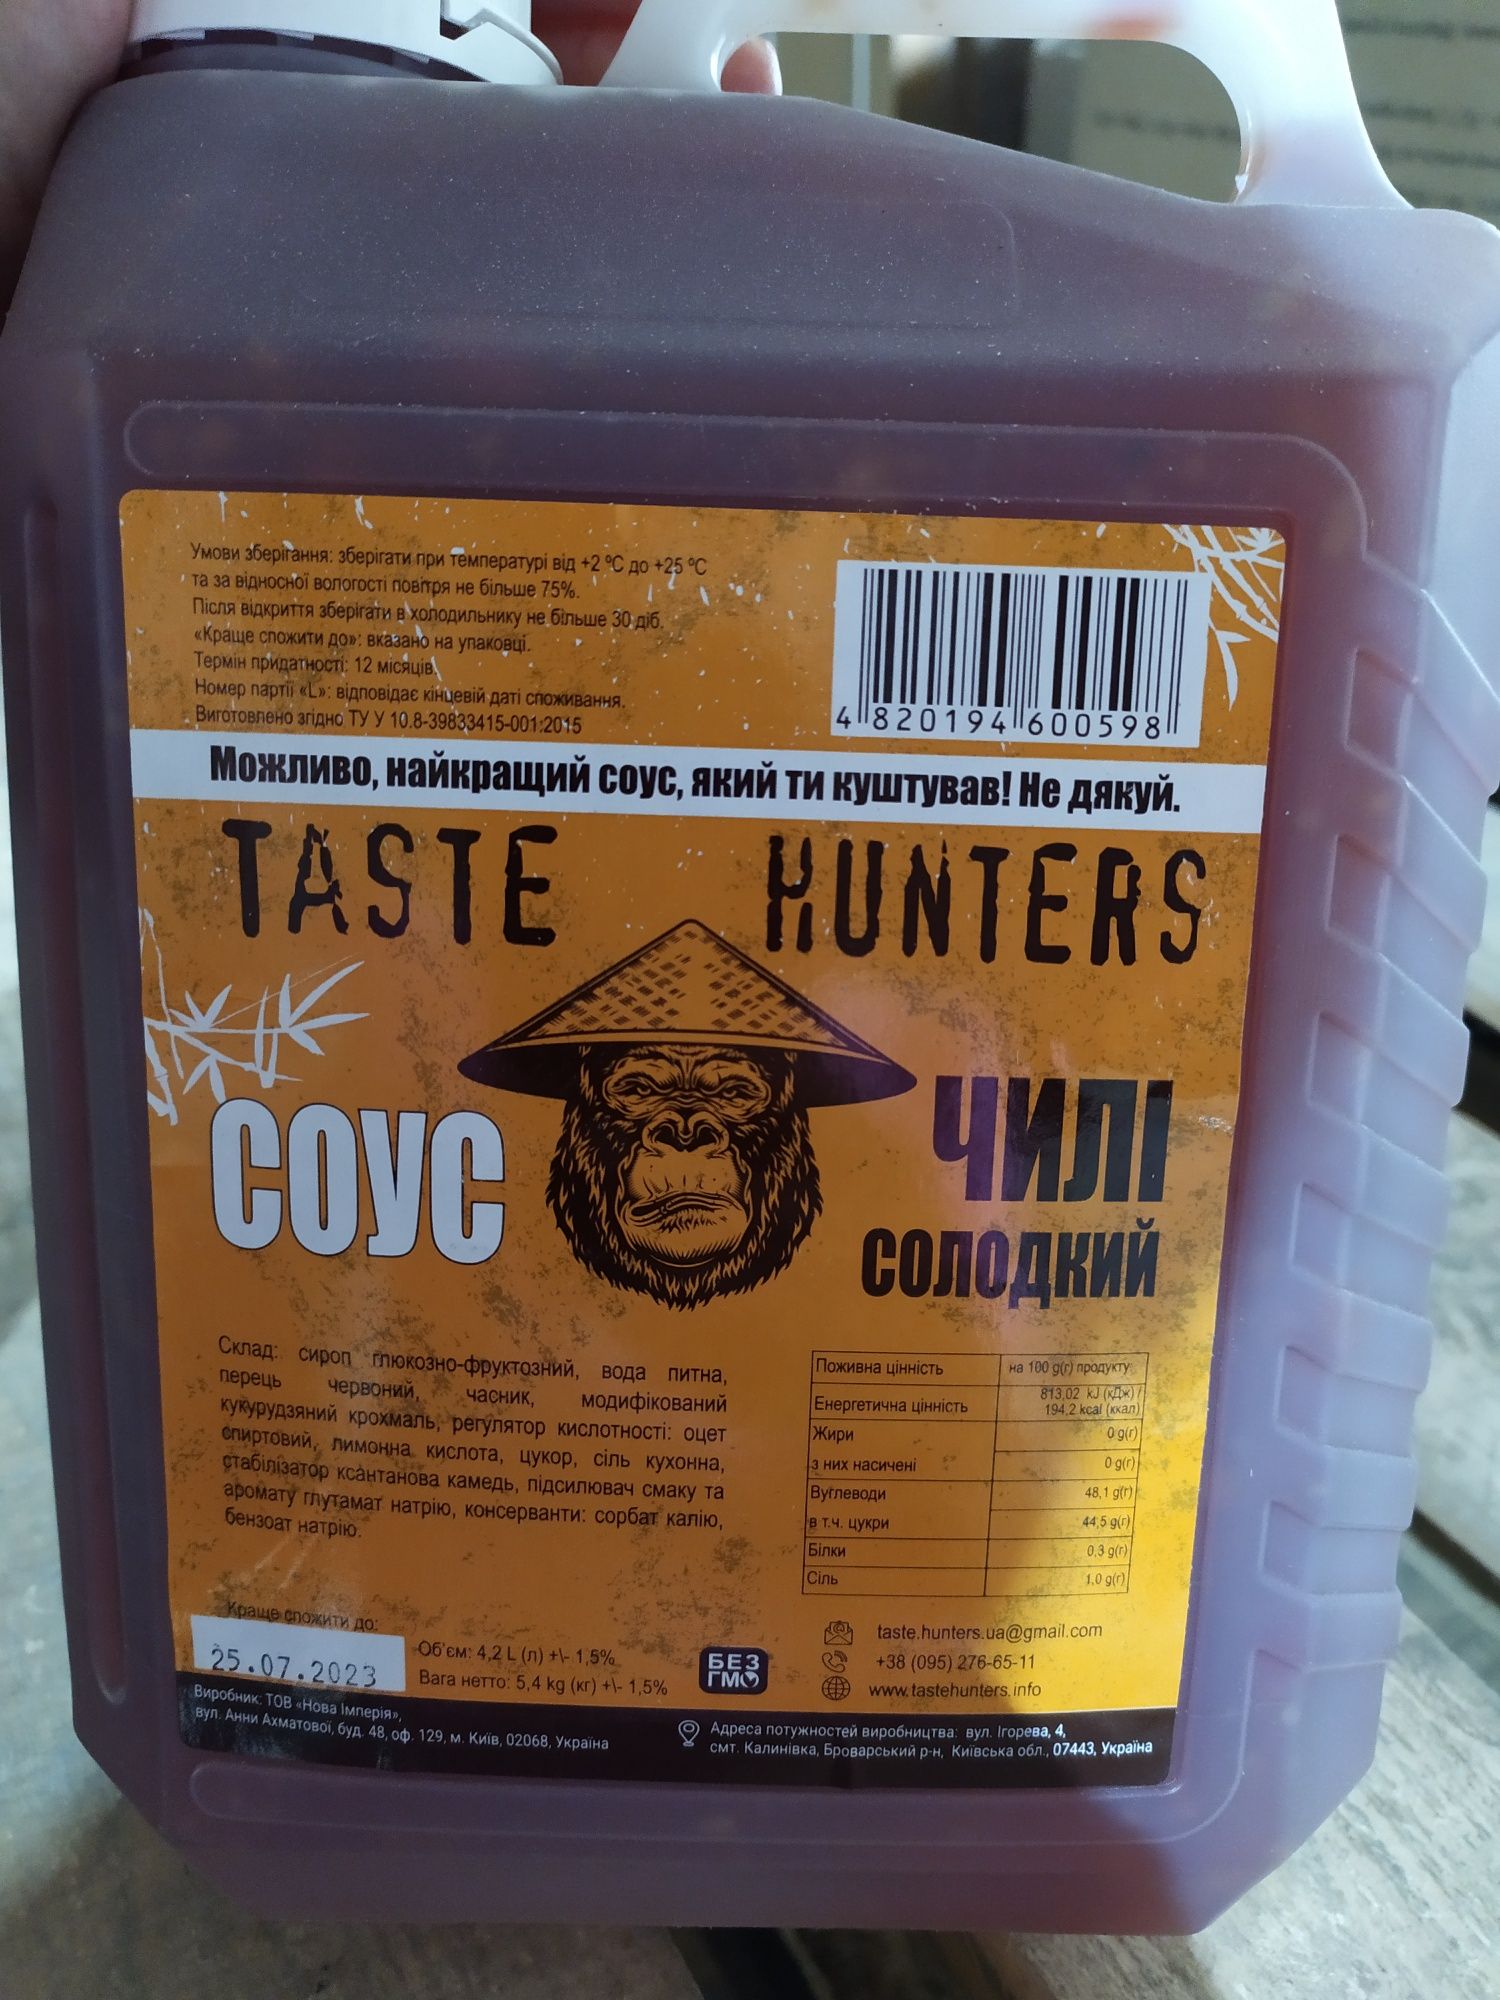 Умови зберігання: зберігати при температурі від +2 ºС до +25 ºС
та за відносної вологості повітря не більше 75%.
Після відкриття зберігати в холодильнику не більше 30 діб.
«Краще спожити до»: вказано на упаковці.
Термін придатності: 12 місяців.
Номер партії «L»: відповідає кінцевій даті споживання.
Виготовлено згідно ТУ У 10.8-39833415-001:2015
4 820194 600598
Можливо, найкращий соус, який ти куштував! Не дякуй.
TASTE HUNTERS
СОУС
ЧИЛІ
СОЛОДКИЙ
Склад: сироп глюкозно-фруктозний, вода питна,
перець червоний, часник, модифікований
кукурудзяний крохмаль, регулятор кислотності: оцет
спиртовий, лимонна кислота, цукор, сіль кухонна,
стабілізатор ксантанова камедь, підсилювач смаку та
аромату глутамат натрію, консерванти: сорбат калію,
бензоат натрію.
Поживна цінність на 100 g(г) продукту
Енергетична цінність 813,02 kJ (кДж) /
194,2 kcal (ккал)
Жири 0 g(г)
з них насичені 0 g(г)
Вуглеводи 48,1 g(г)
в т.ч. цукри 44,5 g(г)
Білки 0,3 g(г)
Сіль 1,0 g(г)
Краще спожити до:
25.07.2023
Об'єм: 4,2 L (л) +\- 1,5%
Вага нетто: 5,4 kg (кг) +\- 1,5%
БЕЗ
ГМО
taste.hunters.ua@gmail.com
+38 (095) 276-65-11
www.tastehunters.info
Виробник: ТОВ «Нова Імперія»,
вул. Анни Ахматової, буд. 48, оф. 129, м. Київ, 02068, Україна
Адреса потужностей виробництва: вул. Ігорева, 4,
смт. Калинівка, Броварський р-н, Київська обл., 07443, Україна